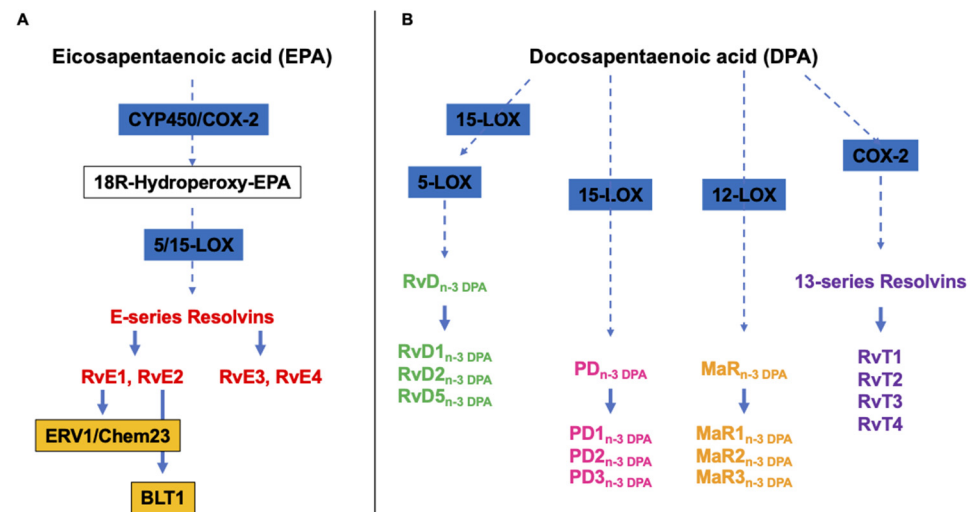 A
Eicosapentaenoic acid (EPA)
CYP450/COX-2
18R-Hydroperoxy-EPA
5/15-LOX
E-series Resolvins
RvE1, RvE2
RvE3, RvE4
ERV1/Chem23
BLT1
B
Docosapentaenoic acid (DPA)
15-LOX
5-LOX
RvDn-3 DPA
RvD1n-3 DPA
RvD2n-3 DPA
RvD5n-3 DPA
15-LOX
PDn-3 DPA
PD1n-3 DPA
PD2n-3 DPA
PD3n-3 DPA
12-LOX
MaRn-3 DPA
MaR1n-3 DPA
MaR2n-3 DPA
MaR3n-3 DPA
COX-2
13-series Resolvins
RvT1
RvT2
RvT3
RvT4